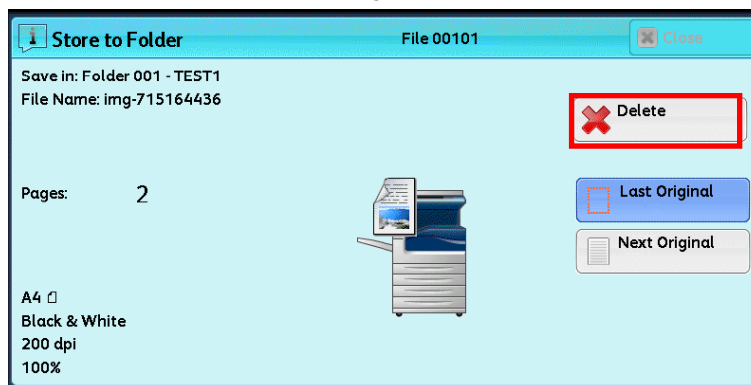 Store to Folder
File 00101
Close
Save in: Folder 001 - TEST1
File Name: img-715164436
Delete
Pages: 2
Last Original
Next Original
A4
Black & White
200 dpi
100%